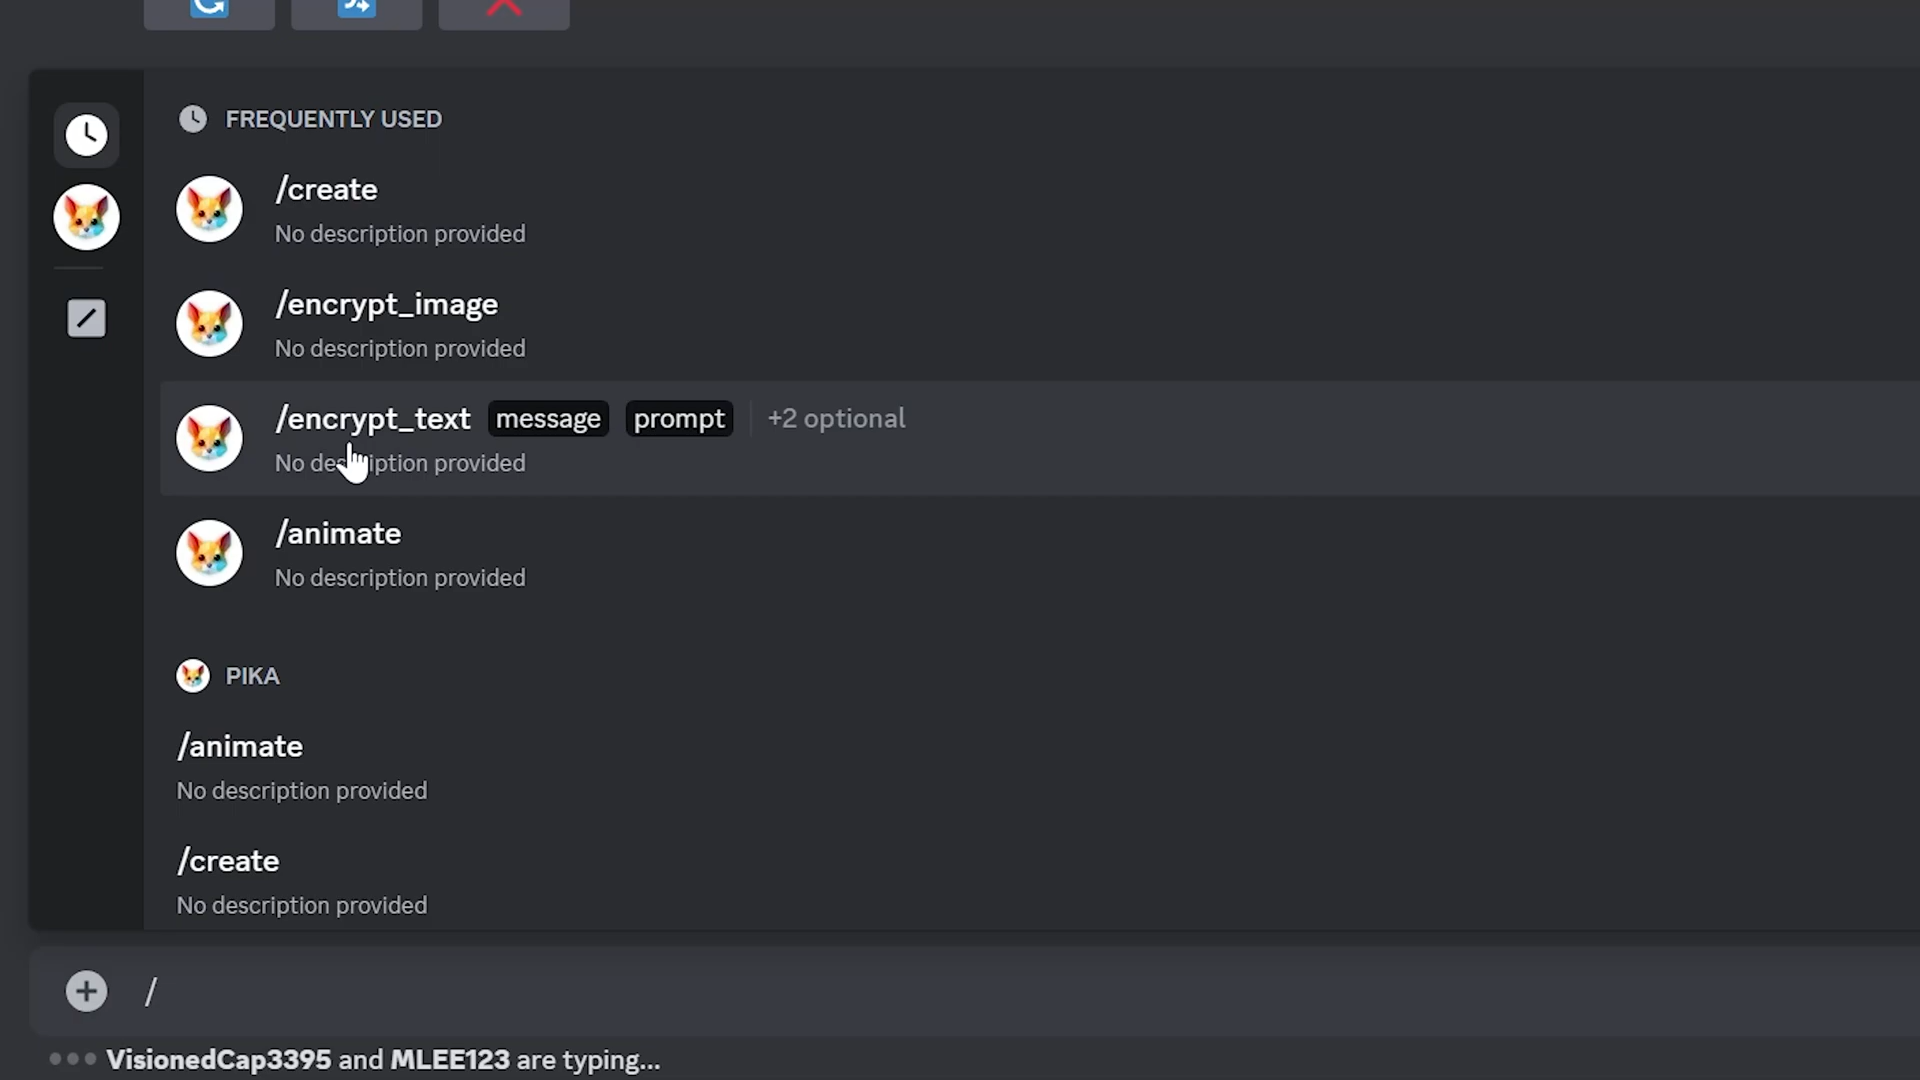 FREQUENTLY USED
/create
No description provided
/encrypt_image
No description provided
/encrypt_text message prompt +2 optional
No description provided
/animate
No description provided
PIKA
/animate
No description provided
/create
No description provided
/
VisionedCap3395 and MLEE123 are typing...